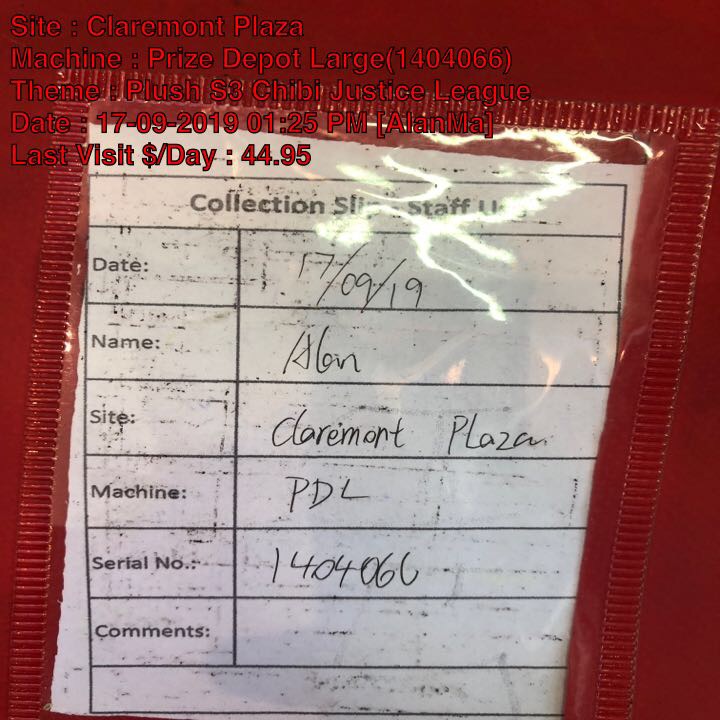 Site : Claremont Plaza
Machine : Prize Depot Large(1404066)
Theme : Plush S3 Chibi Justice League
Date : 17-09-2019 01:25 PM [AlanMa]
Last Visit $/Day : 44.95
Collection Slip - Staff Use
Date: 17/09/19
Name: Alan
Site: Claremont Plaza
Machine: PDL
Serial No.: 1404066
Comments: